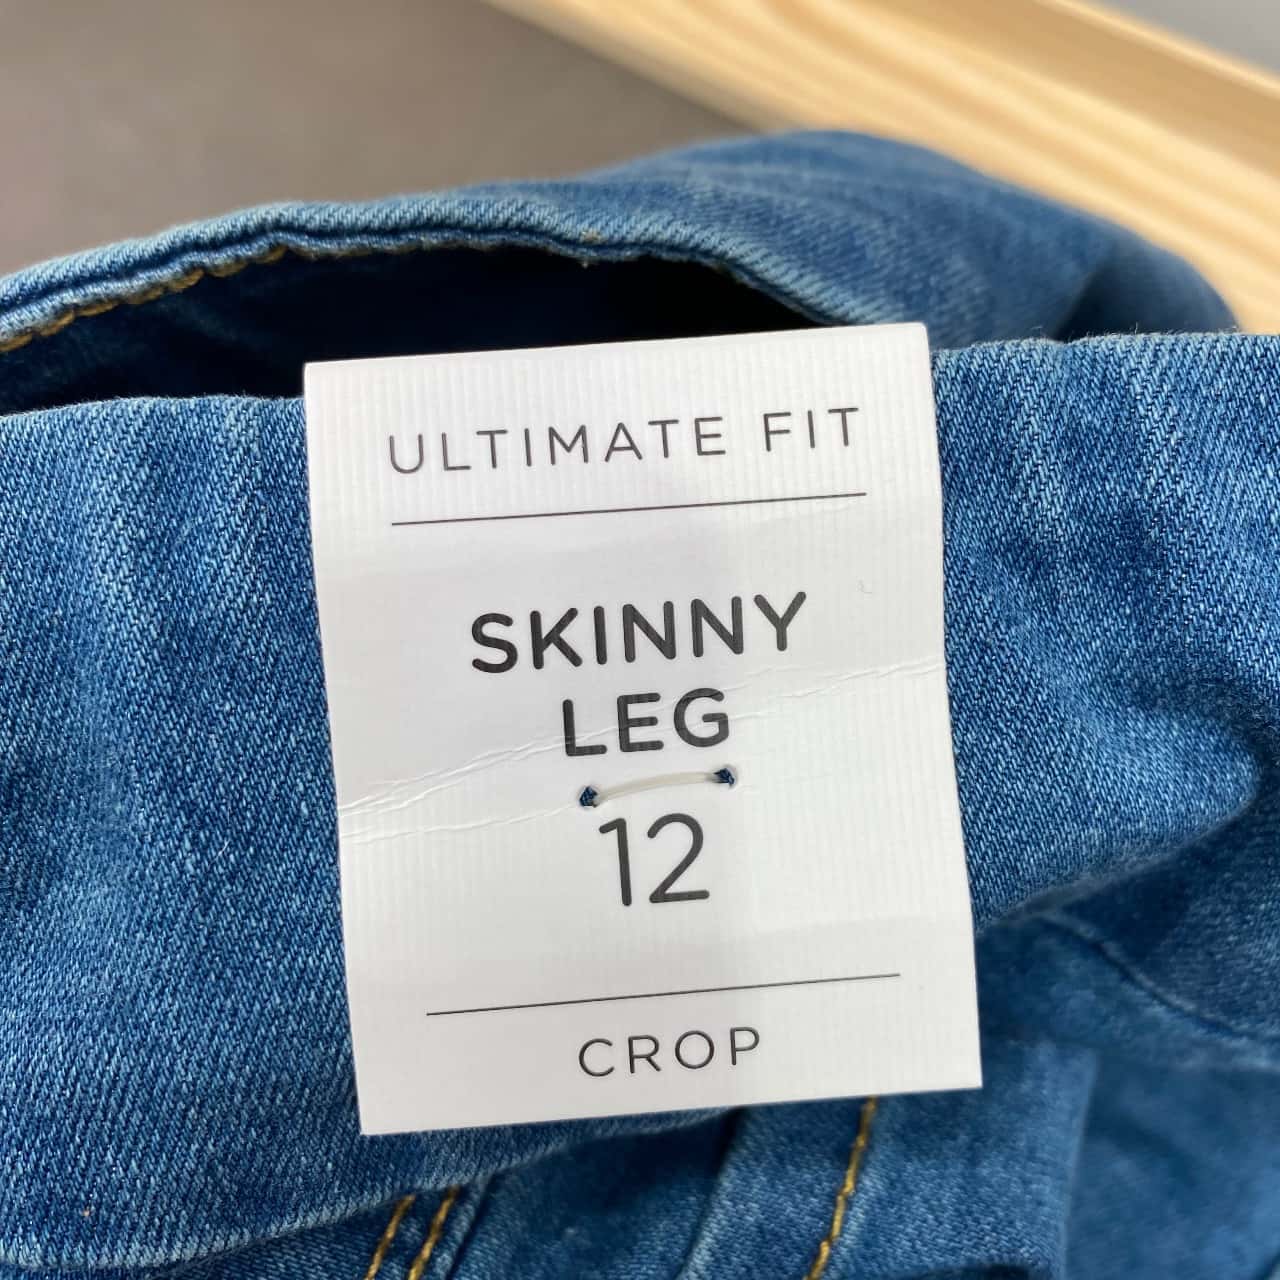 ULTIMATE FIT
SKINNY
LEG
12
CROP